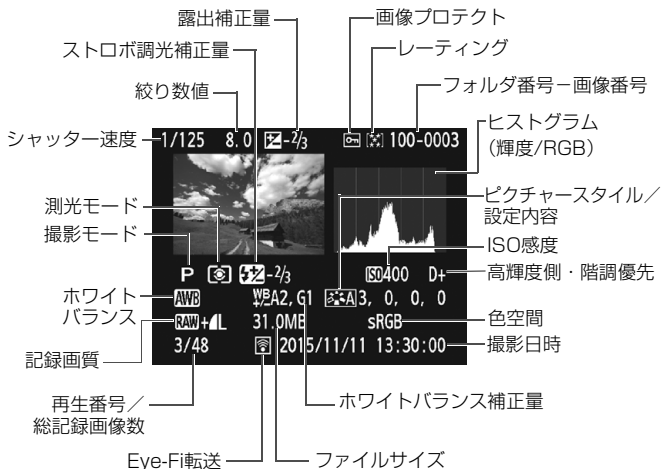 露出補正量
画像プロテクト
ストロボ調光補正量
レーティング
絞り数値
フォルダ番号－画像番号
シャッター速度
1/125 8.0 -2/3 100-0003
ヒストグラム
（輝度/RGB）
測光モード
ピクチャースタイル／
設定内容
撮影モード
ISO感度
P -2/3 ISO400 D+
高輝度側・階調優先
ホワイト
バランス
AWB WB+/-A2, G1 A3, 0, 0, 0
RAW+L 31.0MB sRGB
色空間
記録画質
3/48 2015/11/11 13:30:00
撮影日時
再生番号／
総記録画像数
ホワイトバランス補正量
Eye-Fi転送
ファイルサイズ